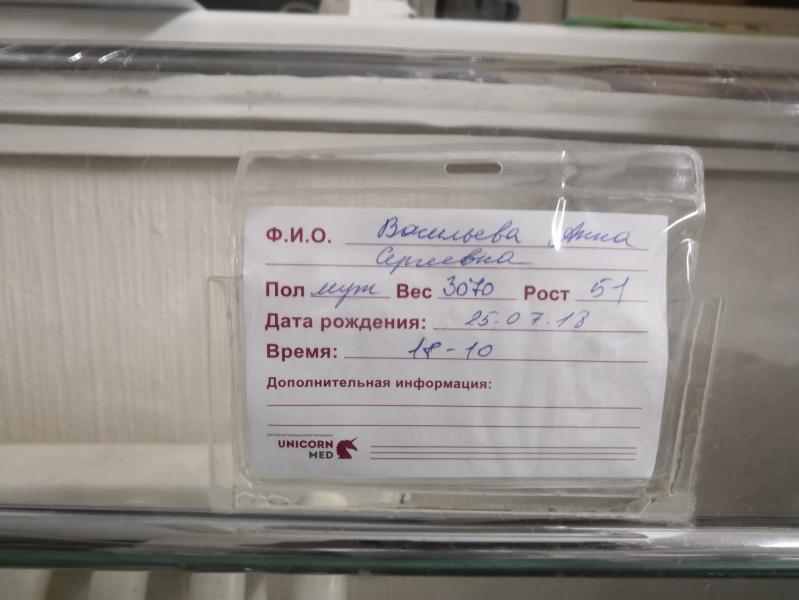 Ф.И.О. Васильева Анна
Сергеевна
Пол муж Вес 3070 Рост 51
Дата рождения: 25.07.18
Время: 18-10
Дополнительная информация:
UNICORN
MED